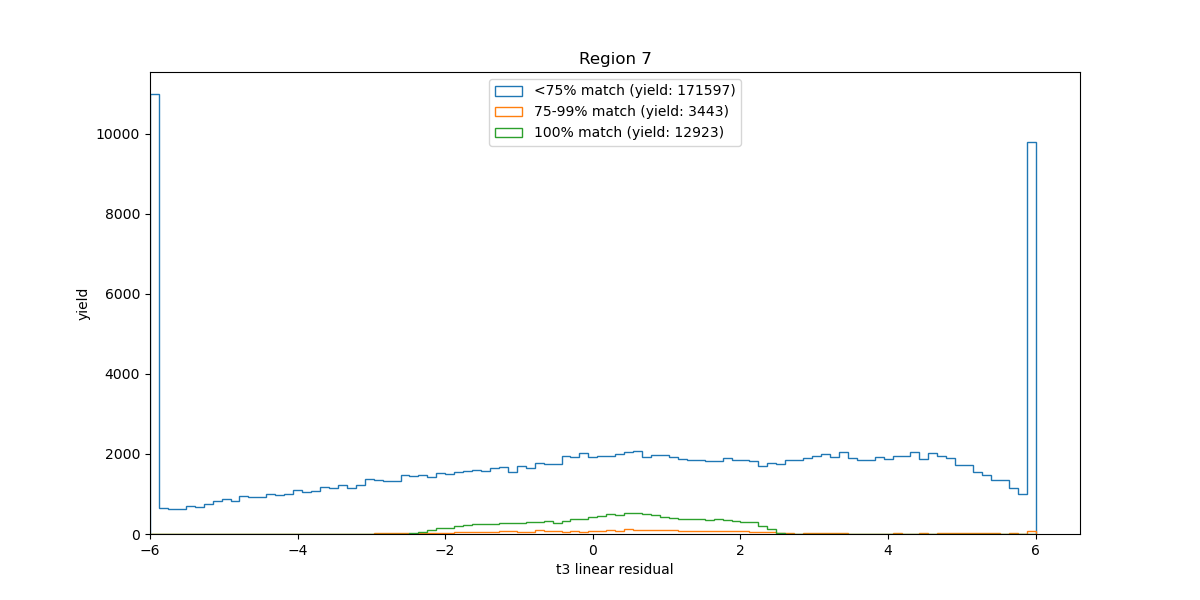 Region 7
<75% match (yield: 171597)
75-99% match (yield: 3443)
100% match (yield: 12923)
yield
10000
8000
6000
4000
2000
0
−6 −4 −2 0 2 4 6
t3 linear residual